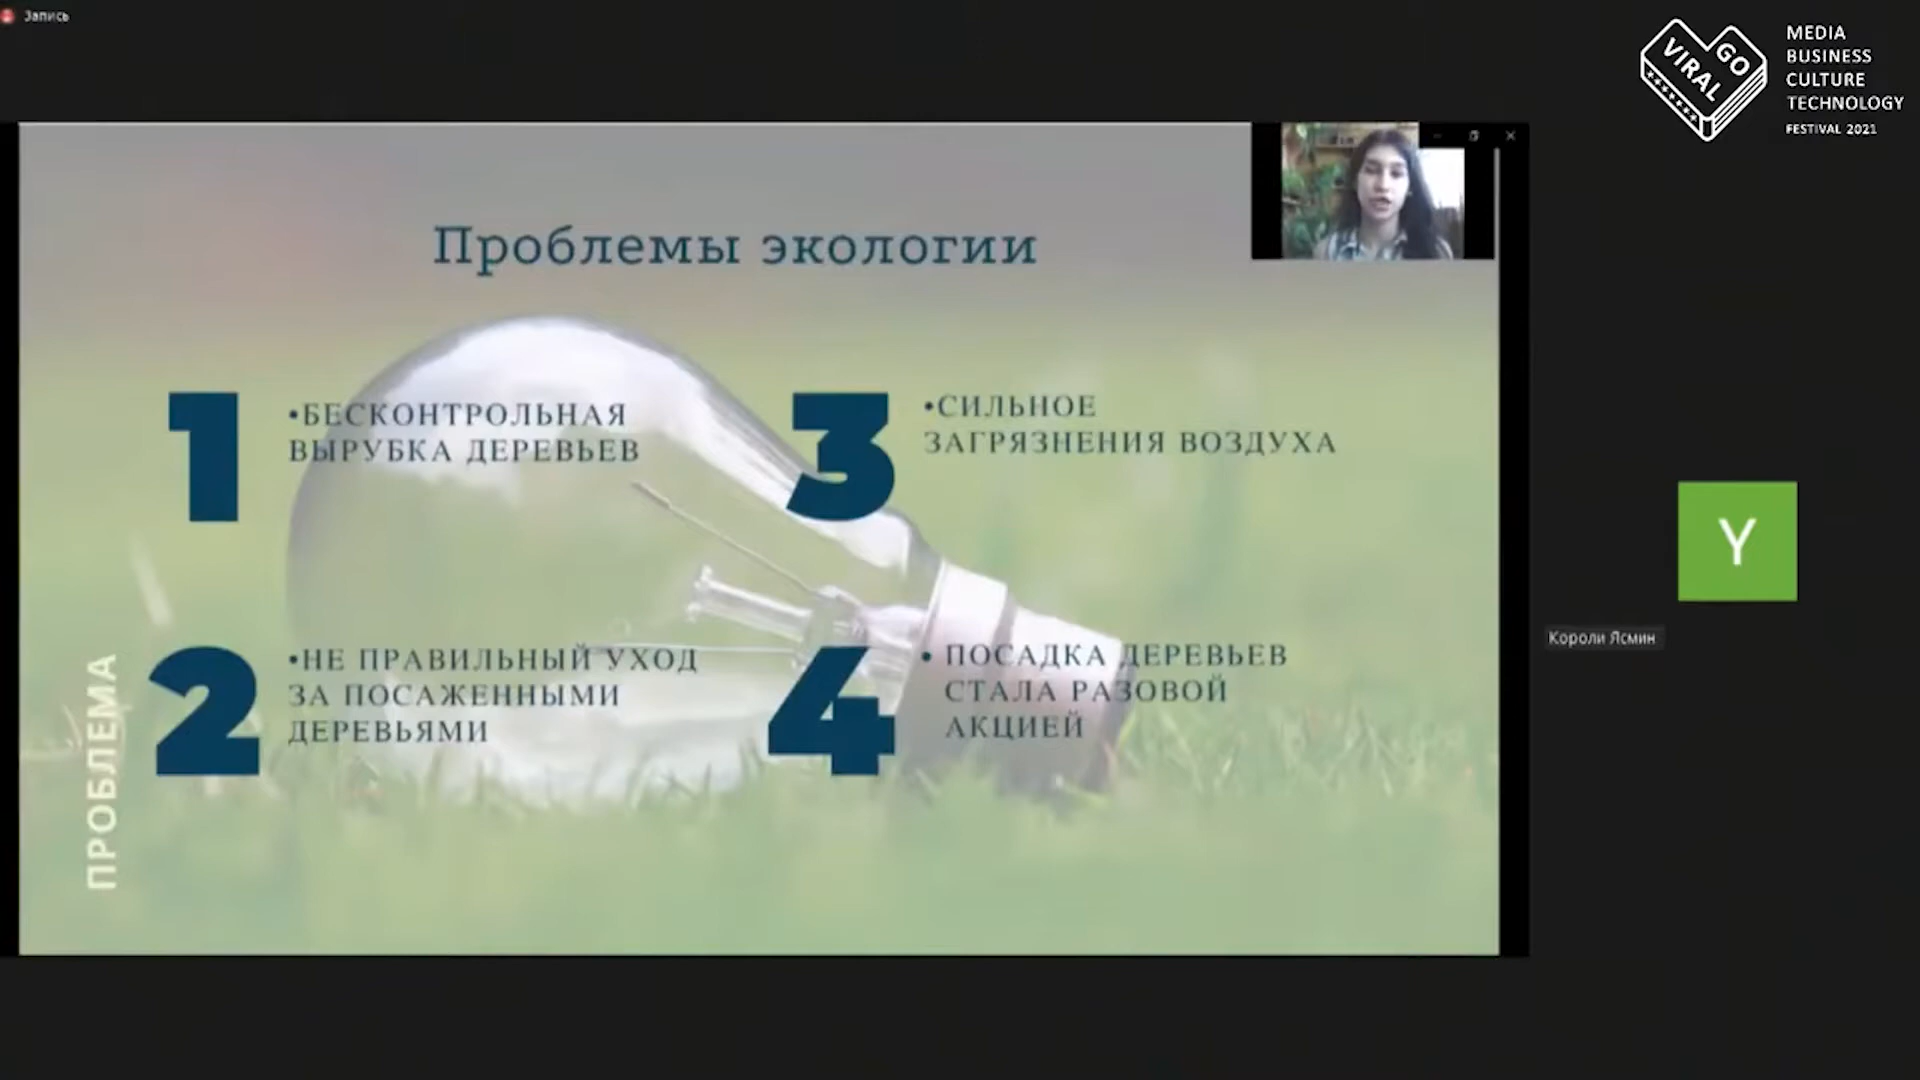 Запись
VIRAL
GO
MEDIA
BUSINESS
CULTURE
TECHNOLOGY
FESTIVAL 2021
Проблемы экологии
1
•БЕСКОНТРОЛЬНАЯ
ВЫРУБКА ДЕРЕВЬЕВ
2
•НЕ ПРАВИЛЬНЫЙ УХОД
ЗА ПОСАЖЕННЫМИ
ДЕРЕВЬЯМИ
3
•СИЛЬНОЕ
ЗАГРЯЗНЕНИЯ ВОЗДУХА
4
• ПОСАДКА ДЕРЕВЬЕВ
СТАЛА РАЗОВОЙ
АКЦИЕЙ
ПРОБЛЕМА
Y
Короли Ясмин